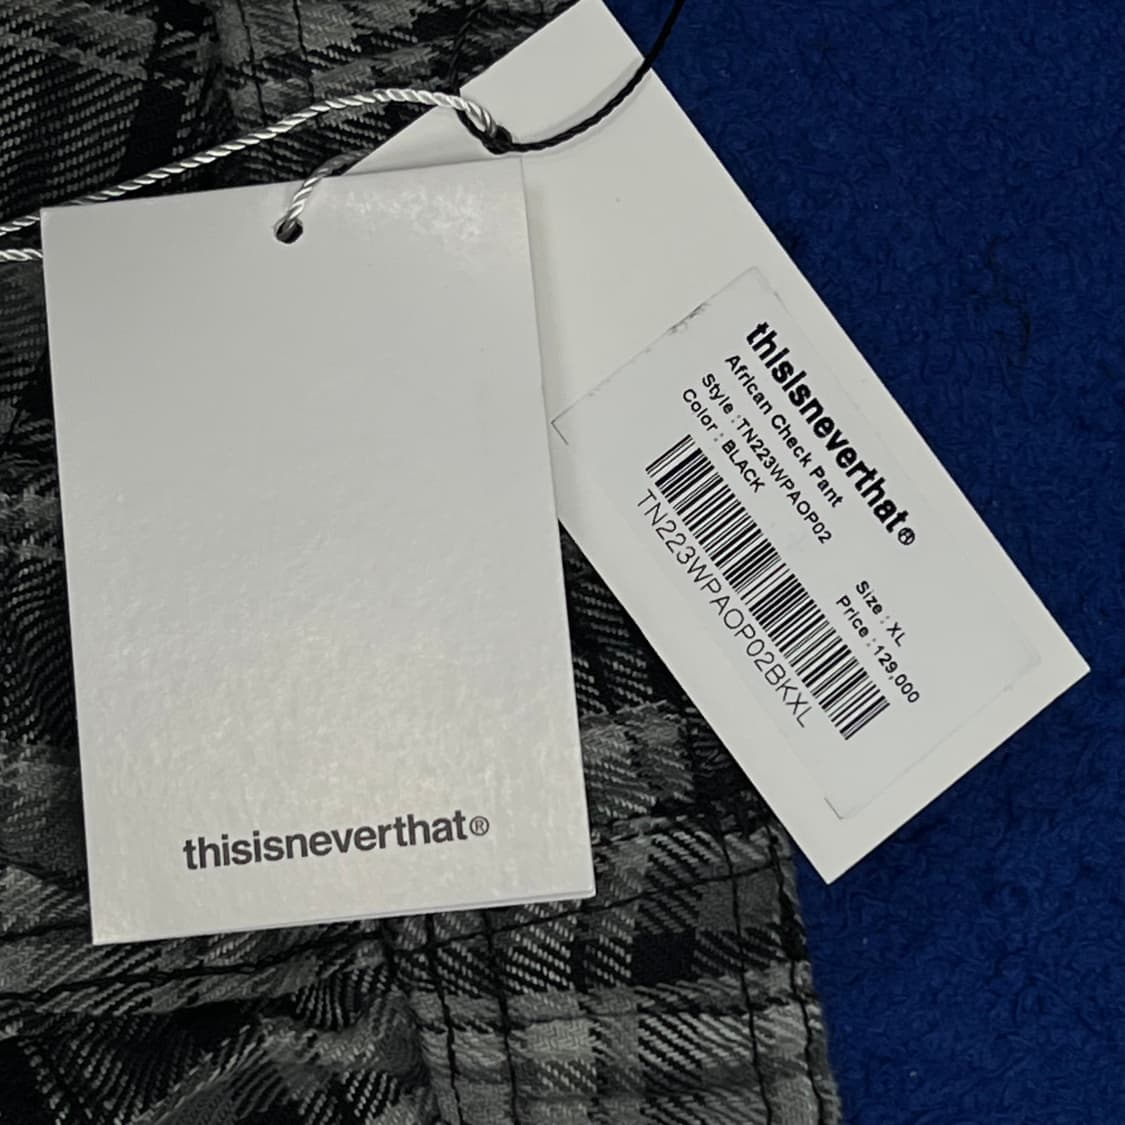 thisisneverthat®
thisisneverthat®
African Check Pant
Style : TN223WPAOP02
Color : BLACK
Size : XL
Price : 129,000
TN223WPAOP02BKXL